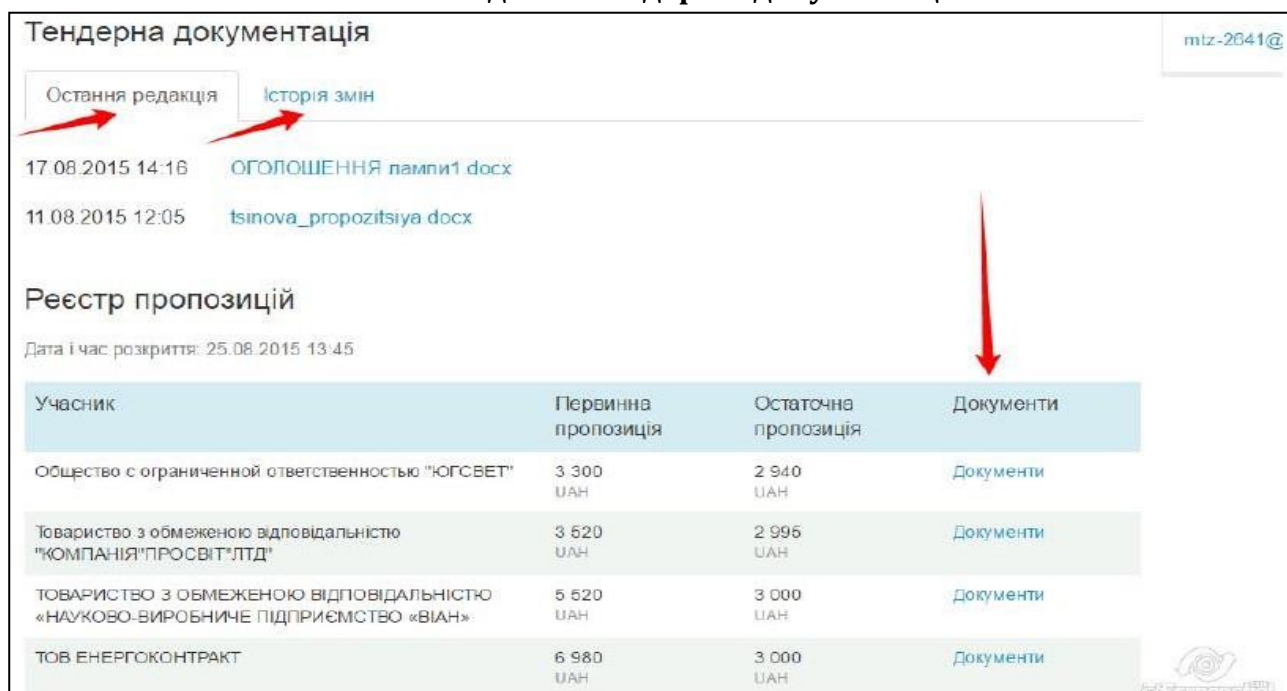 Тендерна документація
mtz-2641@
Остання редакція Історія змін
17.08.2015 14:16 ОГОЛОШЕННЯ лампи1.docx
11.08.2015 12:05 tsinova_propozitsiya.docx
Реєстр пропозицій
Дата і час розкриття: 25.08.2015 13:45
Учасник Первинна Остаточна Документи
пропозиція пропозиція
Общество с ограниченной ответственностью "ЮГСВЕТ" 3 300 2 940 Документи
UAH UAH
Товариство з обмеженою відповідальністю 3 520 2 995 Документи
"КОМПАНІЯ"ПРОСВІТ"ЛТД" UAH UAH
ТОВАРИСТВО З ОБМЕЖЕНОЮ ВІДПОВІДАЛЬНІСТЮ 5 520 3 000 Документи
«НАУКОВО-ВИРОБНИЧЕ ПІДПРИЄМСТВО «ВІАН» UAH UAH
ТОВ ЕНЕРГОКОНТРАКТ 6 980 3 000 Документи
UAH UAH